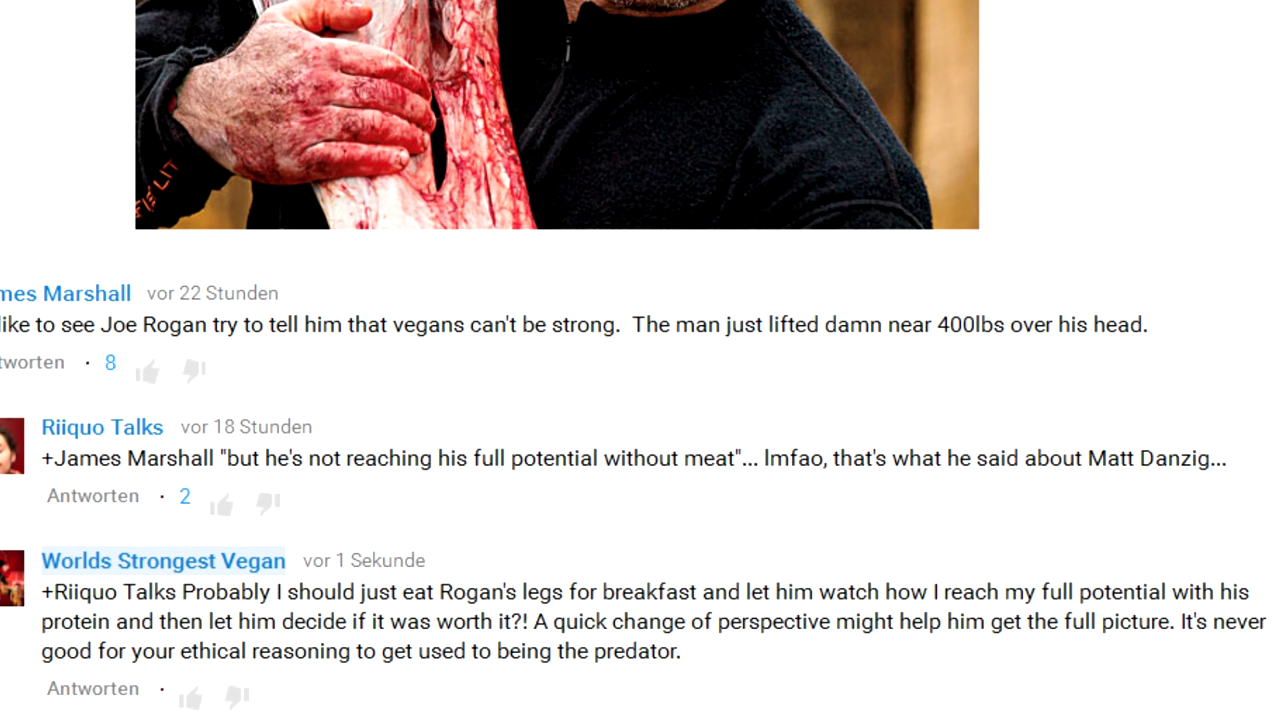 mes Marshall vor 22 Stunden
like to see Joe Rogan try to tell him that vegans can't be strong. The man just lifted damn near 400lbs over his head.
tworten · 8
Riiquo Talks vor 18 Stunden
+James Marshall "but he's not reaching his full potential without meat"... lmfao, that's what he said about Matt Danzig...
Antworten · 2
Worlds Strongest Vegan vor 1 Sekunde
+Riiquo Talks Probably I should just eat Rogan's legs for breakfast and let him watch how I reach my full potential with his
protein and then let him decide if it was worth it?! A quick change of perspective might help him get the full picture. It's never
good for your ethical reasoning to get used to being the predator.
Antworten ·